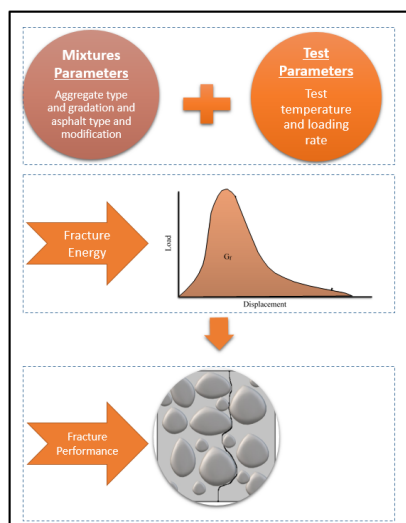 Mixtures
Parameters
Aggregate type
and gradation and
asphalt type and
modification
Test
Parameters
Test
temperature
and loading
rate
Fracture
Energy
Load
Gf
Displacement
Fracture
Performance